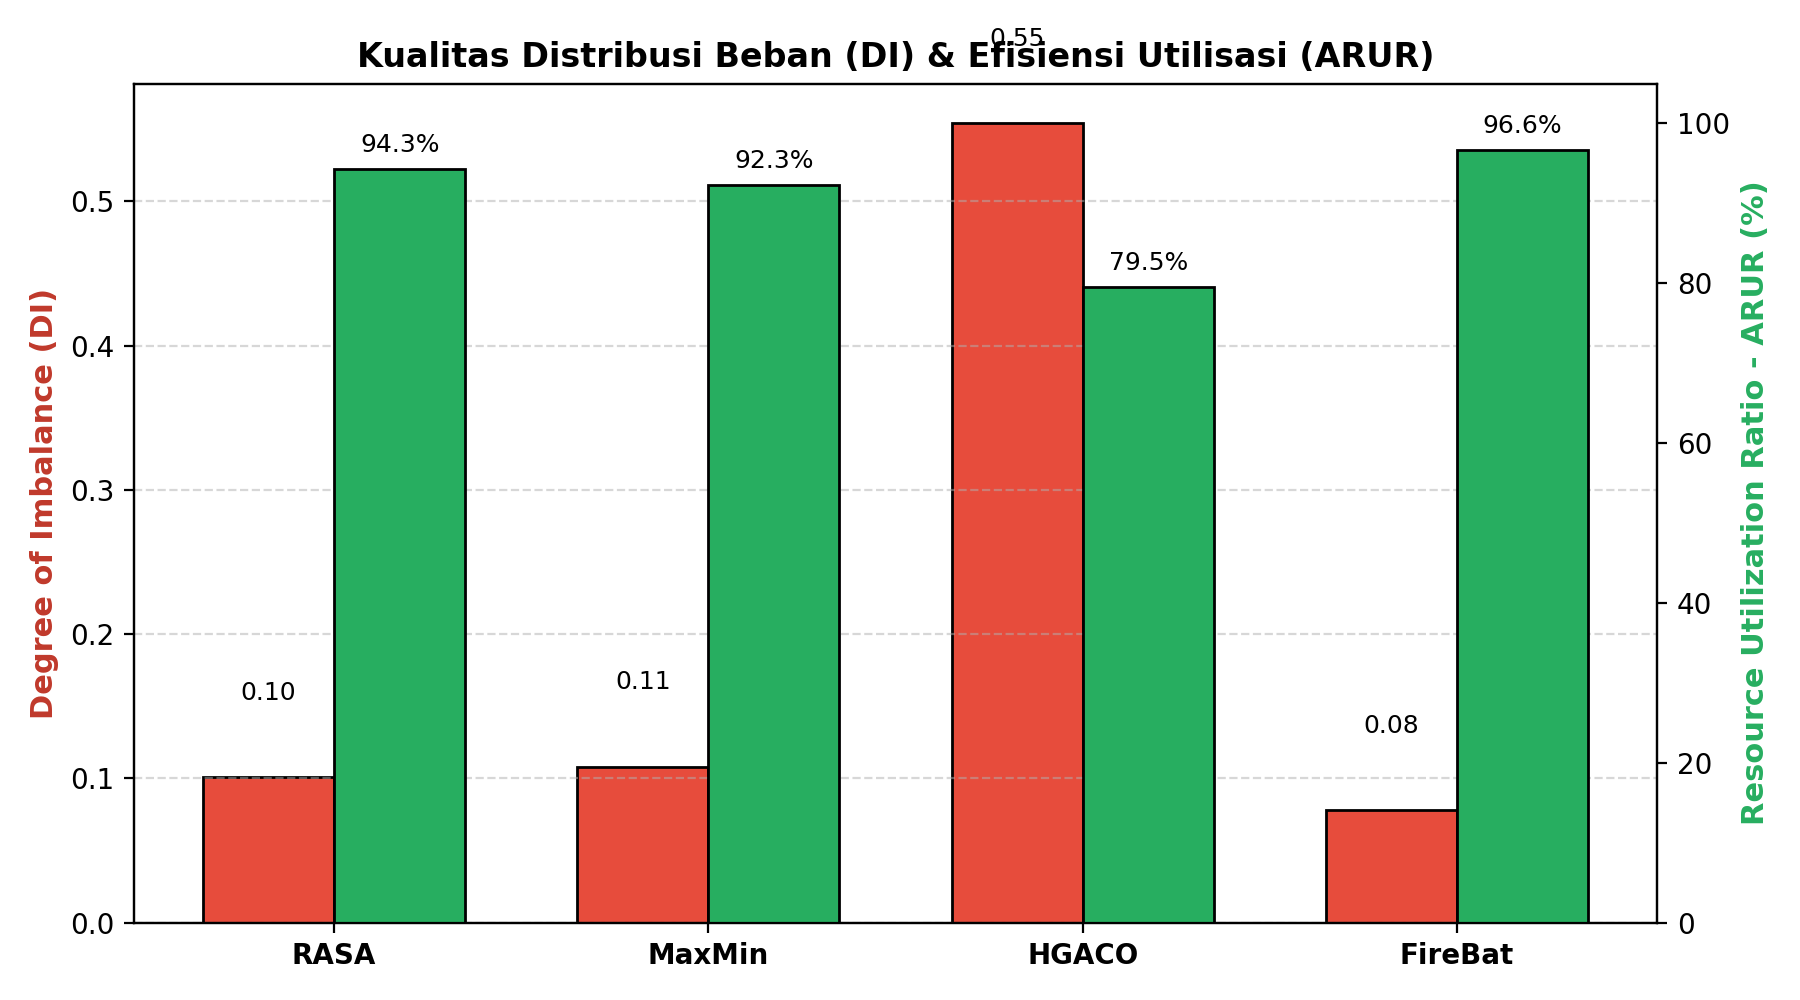 0.55
Kualitas Distribusi Beban (DI) & Efisiensi Utilisasi (ARUR)
Degree of Imbalance (DI)
0.5
0.4
0.3
0.2
0.1
0.0
94.3%
92.3%
79.5%
96.6%
0.10
0.11
0.08
100
80
60
40
20
0
Resource Utilization Ratio - ARUR (%)
RASA
MaxMin
HGACO
FireBat